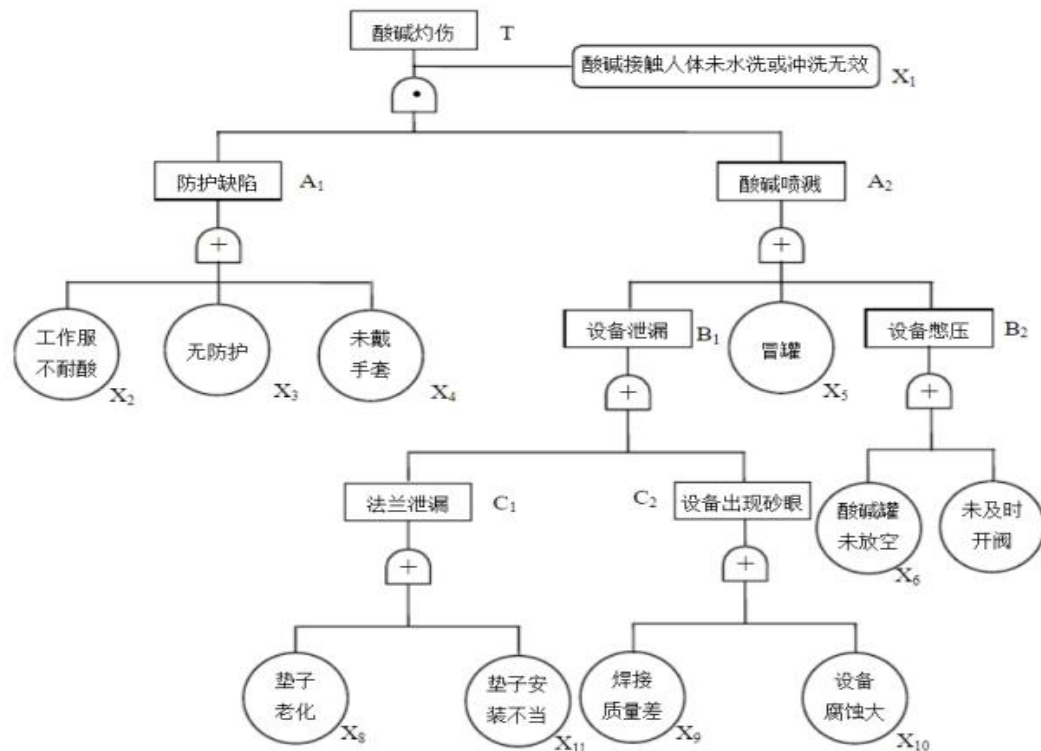 酸碱灼伤 T
酸碱接触人体未水洗或冲洗无效 X₁
•
防护缺陷 A₁
酸碱喷溅 A₂
+
+
工作服
不耐酸 X₂
无防护 X₃
未戴
手套 X₄
设备泄漏 B₁
冒罐 X₅
设备憋压 B₂
+
+
法兰泄漏 C₁
C₂ 设备出现砂眼
酸碱罐
未放空 X₆
未及时
开阀
+
+
垫子
老化 X₈
垫子安
装不当 X₁₁
焊接
质量差 X₉
设备
腐蚀大 X₁₀